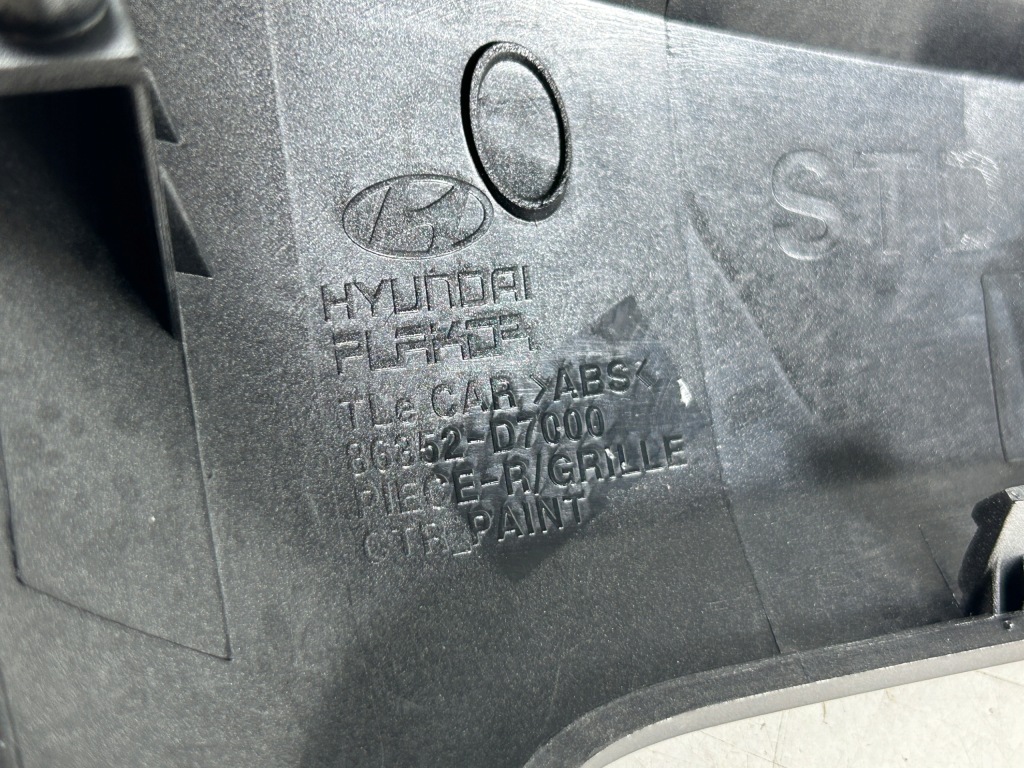 STD
HYUNDAI
PLAKOR
TLe CAR >ABS<
86352-D7000
PIECE-R/GRILLE
CTR_PAINT